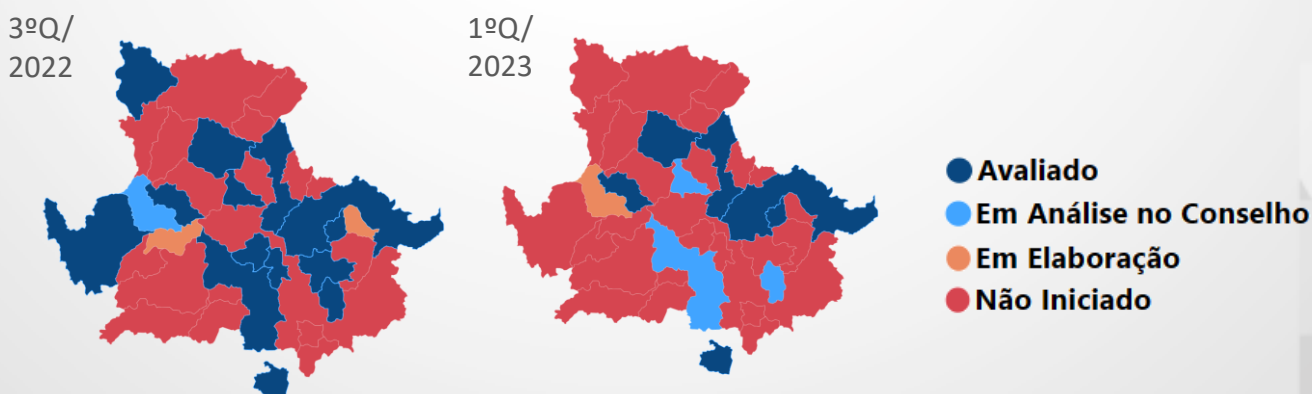 3ºQ/
2022
1ºQ/
2023
Avaliado
Em Análise no Conselho
Em Elaboração
Não Iniciado